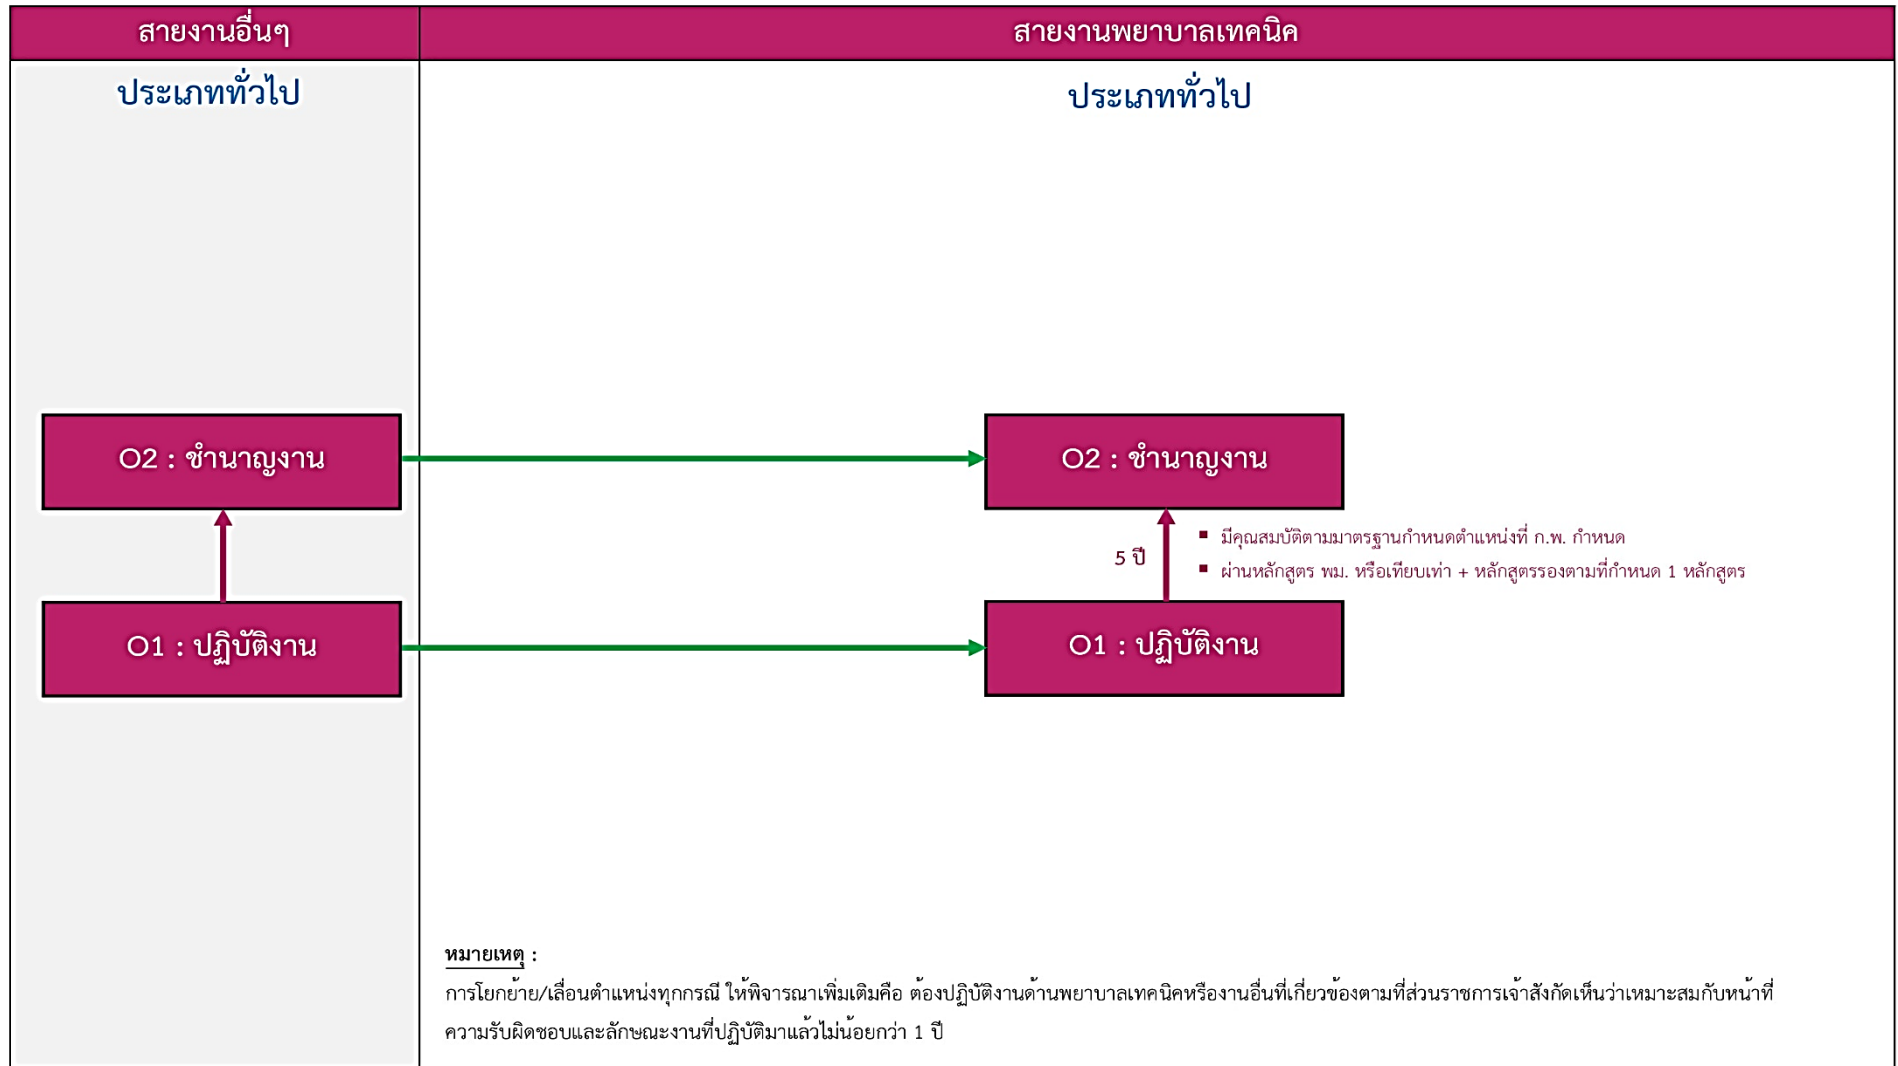 สายงานอื่นๆ
สายงานพยาบาลเทคนิค
ประเภททั่วไป
ประเภททั่วไป
O2 : ชำนาญงาน
O2 : ชำนาญงาน
5 ปี
▪ มีคุณสมบัติตามมาตรฐานกำหนดตำแหน่งที่ ก.พ. กำหนด
▪ ผ่านหลักสูตร พม. หรือเทียบเท่า + หลักสูตรรองตามที่กำหนด 1 หลักสูตร
O1 : ปฏิบัติงาน
O1 : ปฏิบัติงาน
หมายเหตุ :
การโยกย้าย/เลื่อนตำแหน่งทุกกรณี ให้พิจารณาเพิ่มเติมคือ ต้องปฏิบัติงานด้านพยาบาลเทคนิคหรืองานอื่นที่เกี่ยวข้องตามที่ส่วนราชการเจ้าสังกัดเห็นว่าเหมาะสมกับหน้าที่
ความรับผิดชอบและลักษณะงานที่ปฏิบัติมาแล้วไม่น้อยกว่า 1 ปี